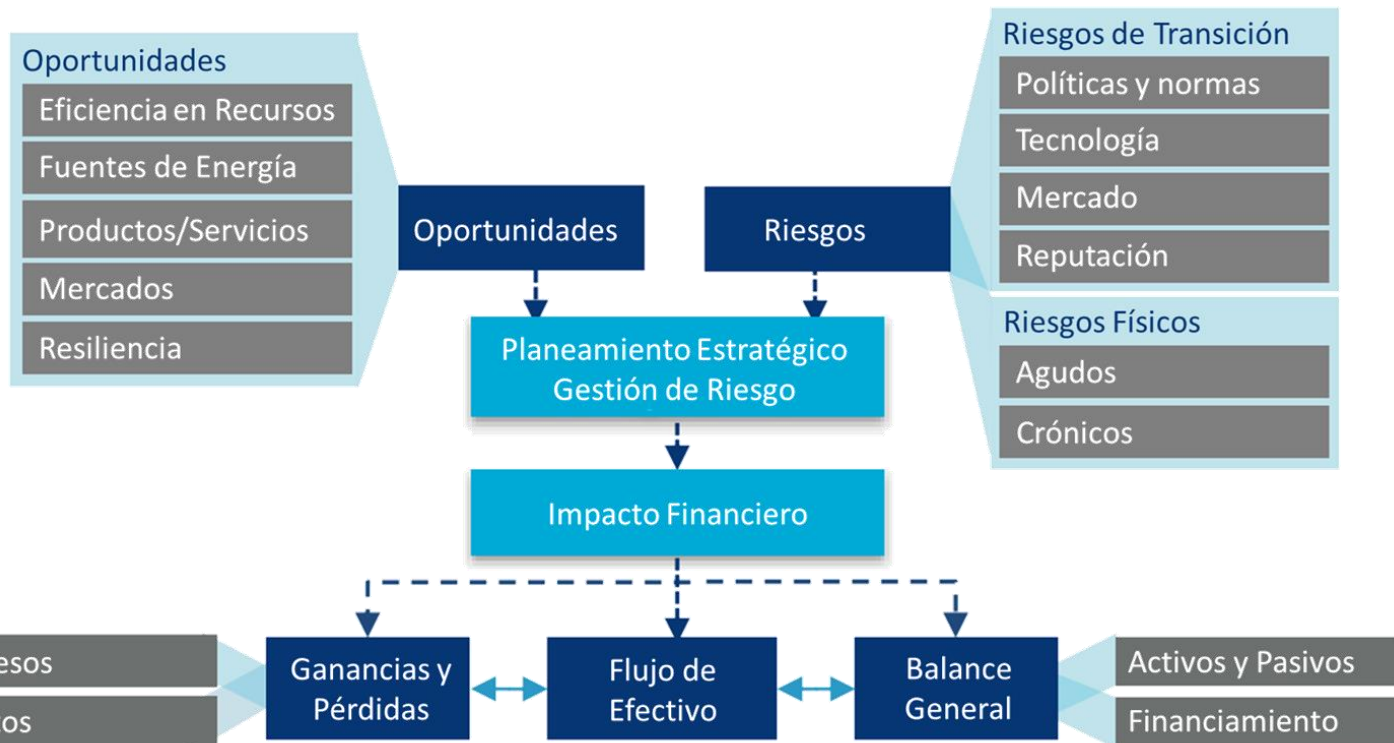 Oportunidades
Eficiencia en Recursos
Fuentes de Energía
Productos/Servicios
Mercados
Resiliencia
Oportunidades
Riesgos
Riesgos de Transición
Políticas y normas
Tecnología
Mercado
Reputación
Riesgos Físicos
Agudos
Crónicos
Planeamiento Estratégico
Gestión de Riesgo
Impacto Financiero
Ganancias y
Pérdidas
Flujo de
Efectivo
Balance
General
Activos y Pasivos
Financiamiento